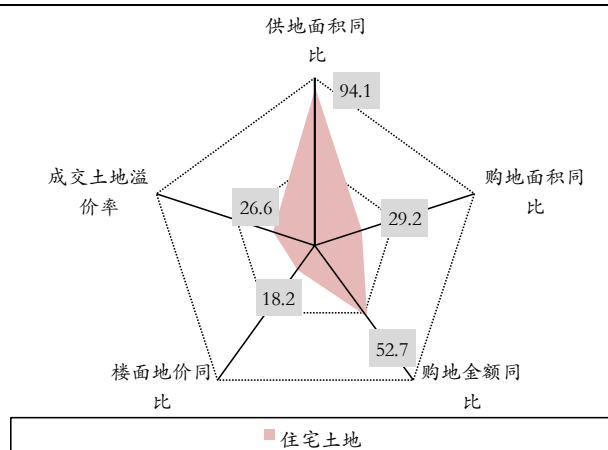 供地面积同
比
94.1
成交土地溢
价率
购地面积同
比
26.6
29.2
18.2
52.7
楼面地价同
比
购地金额同
比
住宅土地